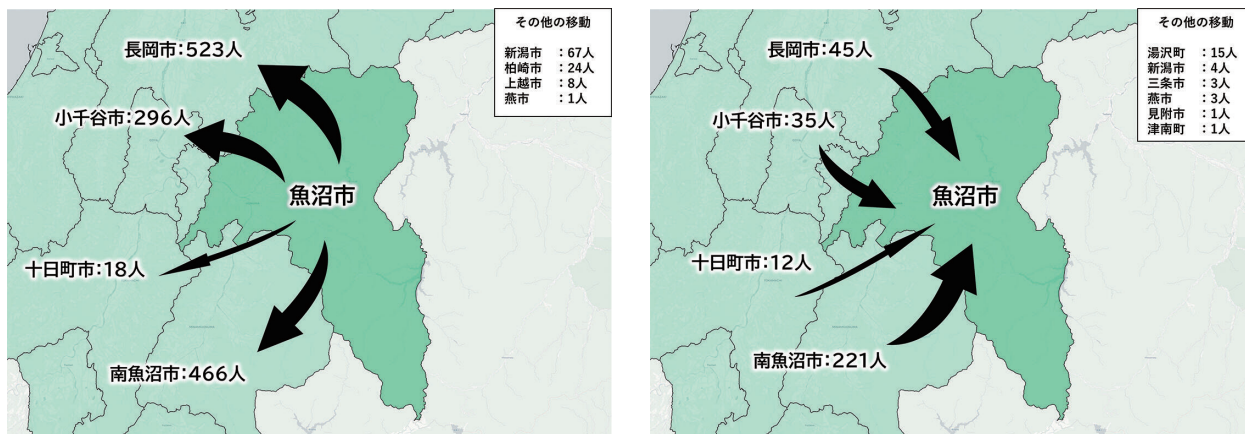 その他の移動
新潟市 :67人
柏崎市 :24人
上越市 :8人
燕市 :1人
長岡市:523人
小千谷市:296人
魚沼市
十日町市:18人
南魚沼市:466人
その他の移動
湯沢町 :15人
新潟市 :4人
三条市 :3人
燕市 :3人
見附市 :1人
津南町 :1人
長岡市:45人
小千谷市:35人
魚沼市
十日町市:12人
南魚沼市:221人